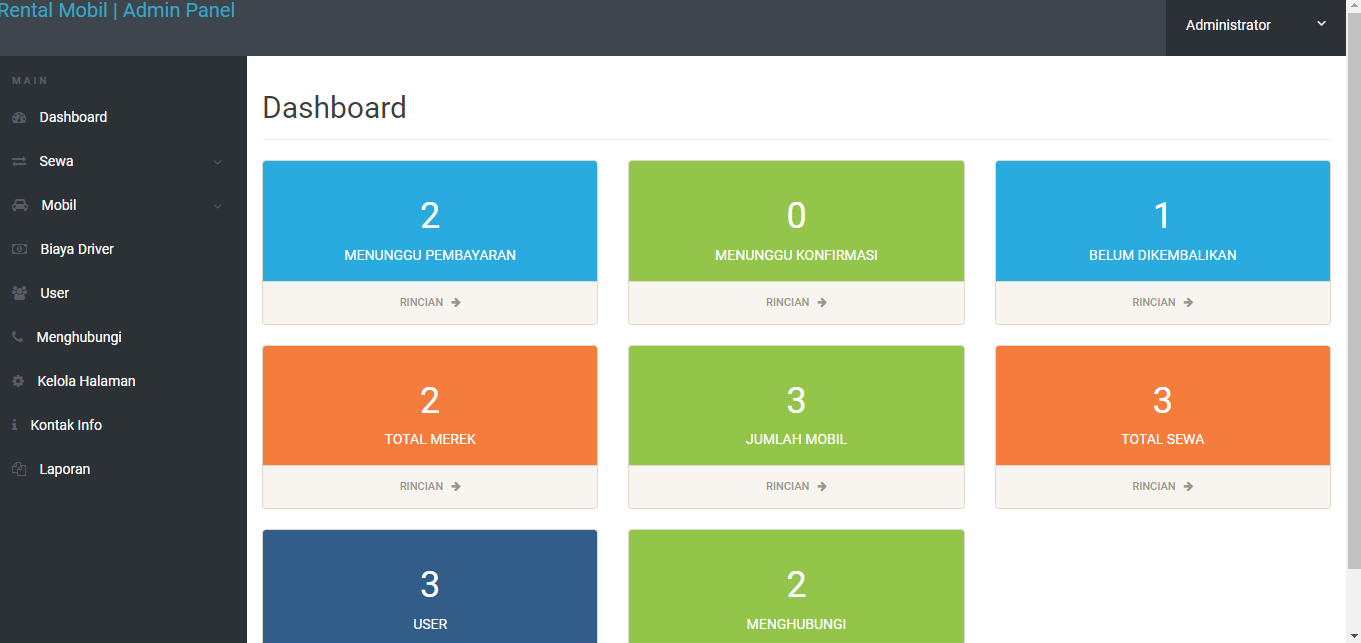 Rental Mobil | Admin Panel
Administrator
MAIN
Dashboard
Sewa
Mobil
Biaya Driver
User
Menghubungi
Kelola Halaman
Kontak Info
Laporan
Dashboard
2
MENUNGGU PEMBAYARAN
RINCIAN
0
MENUNGGU KONFIRMASI
RINCIAN
1
BELUM DIKEMBALIKAN
RINCIAN
2
TOTAL MEREK
RINCIAN
3
JUMLAH MOBIL
RINCIAN
3
TOTAL SEWA
RINCIAN
3
USER
2
MENGHUBUNGI